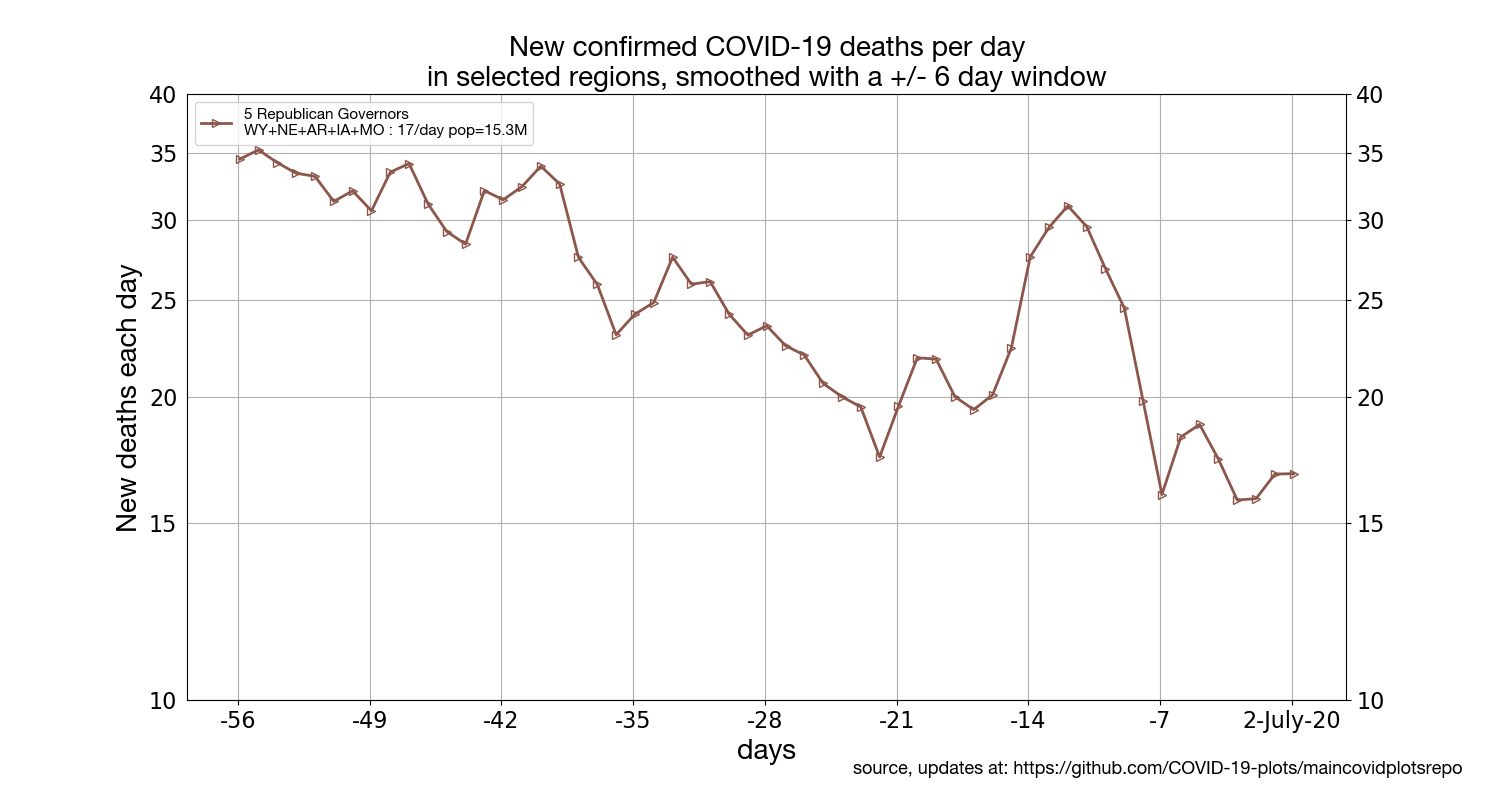 New confirmed COVID-19 deaths per day
in selected regions, smoothed with a +/- 6 day window
5 Republican Governors
WY+NE+AR+IA+MO : 17/day pop=15.3M
New deaths each day
40
35
30
25
20
15
10
40
35
30
25
20
15
10
-56 -49 -42 -35 -28 -21 -14 -7 2-July-20
days
source, updates at: https://github.com/COVID-19-plots/maincovidplotsrepo